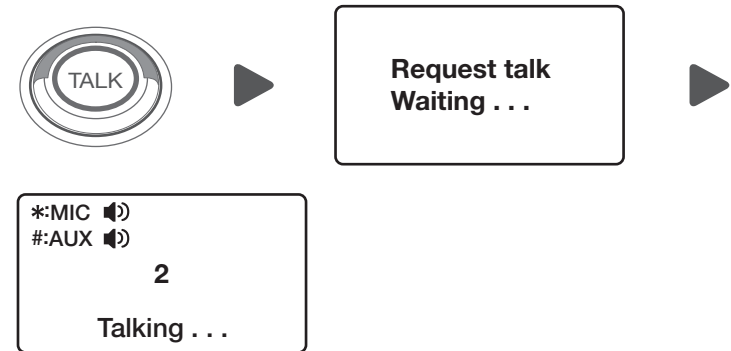 TALK
Request talk
Waiting . . .
*:MIC
#:AUX
2
Talking . . .